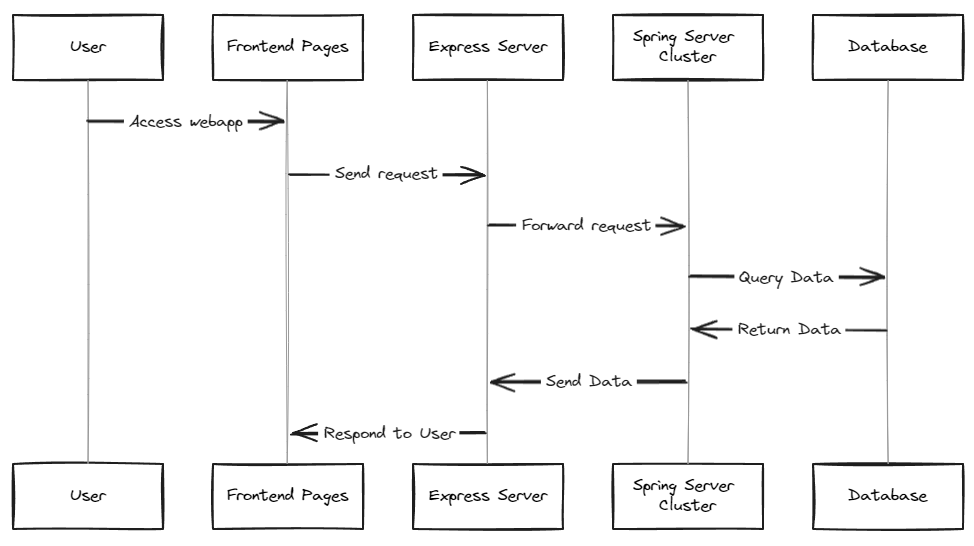 User
Frontend Pages
Express Server
Spring Server
Cluster
Database
Access webapp
Send request
Forward request
Query Data
Return Data
Send Data
Respond to User
User
Frontend Pages
Express Server
Spring Server
Cluster
Database